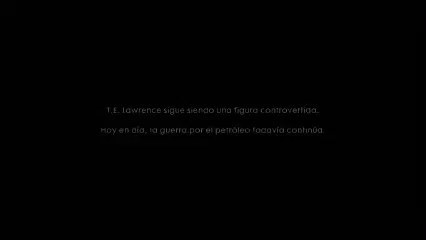 T.E. Lawrence sigue siendo una figura controvertida.
Hoy en día, la guerra por el petróleo todavía continúa.